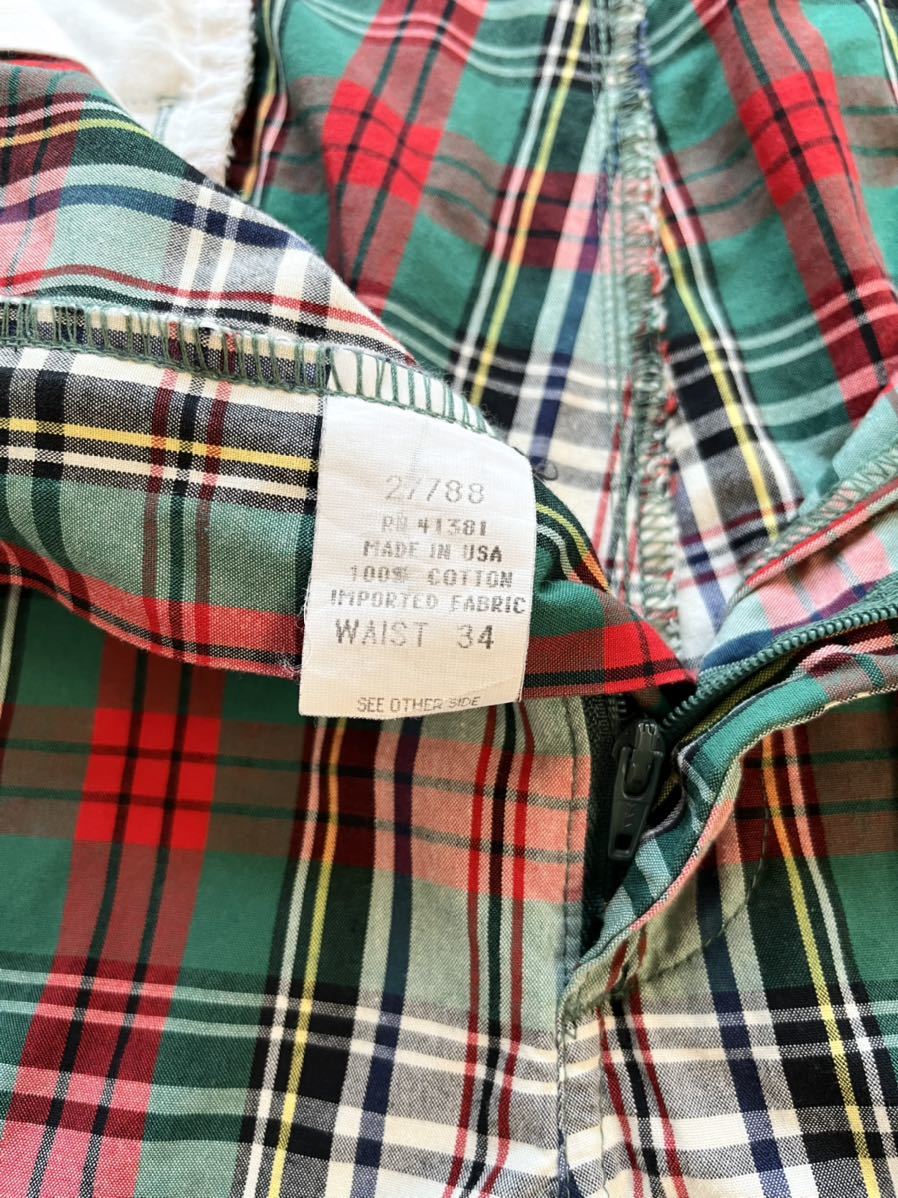 27788
RN 41381
MADE IN USA
100% COTTON
IMPORTED FABRIC
WAIST 34
SEE OTHER SIDE